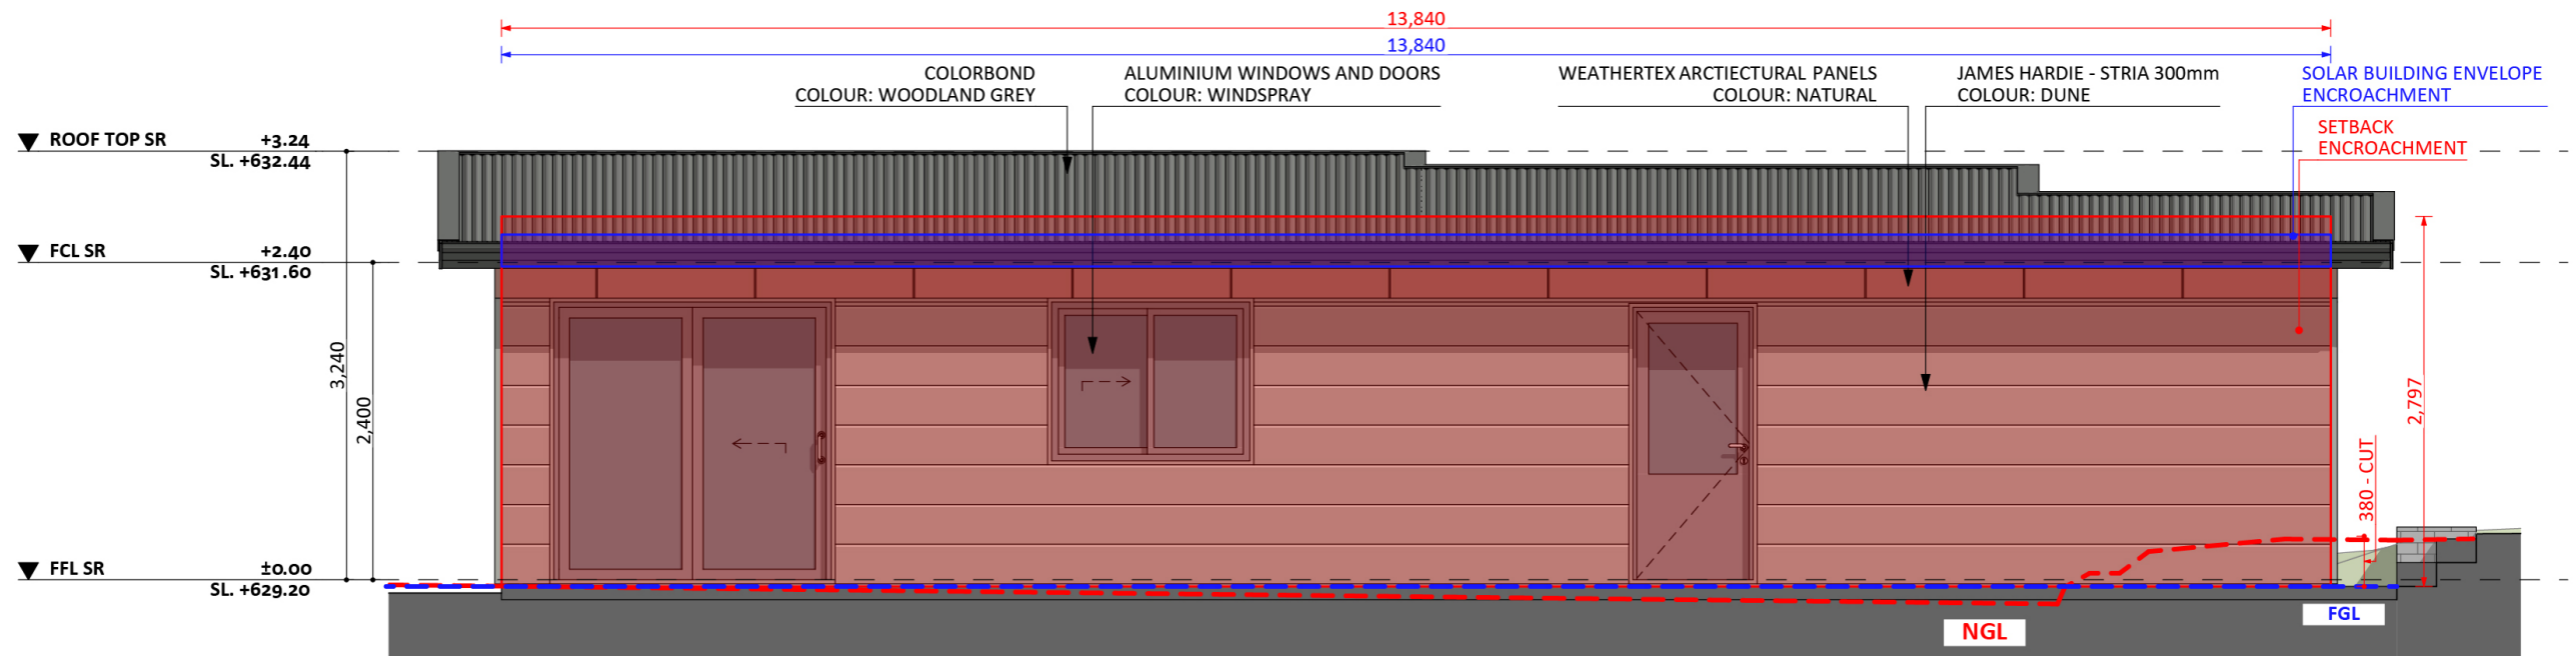 13,840
13,840
COLORBOND
COLOUR: WOODLAND GREY
ALUMINIUM WINDOWS AND DOORS
COLOUR: WINDSPRAY
WEATHERTEX ARCTIECTURAL PANELS
COLOUR: NATURAL
JAMES HARDIE - STRIA 300mm
COLOUR: DUNE
SOLAR BUILDING ENVELOPE
ENCROACHMENT
SETBACK
ENCROACHMENT
ROOF TOP SR +3.24
SL. +632.44
FCL SR +2.40
SL. +631.60
3,240
2,400
2,797
380 - CUT
FFL SR ±0.00
SL. +629.20
FGL
NGL